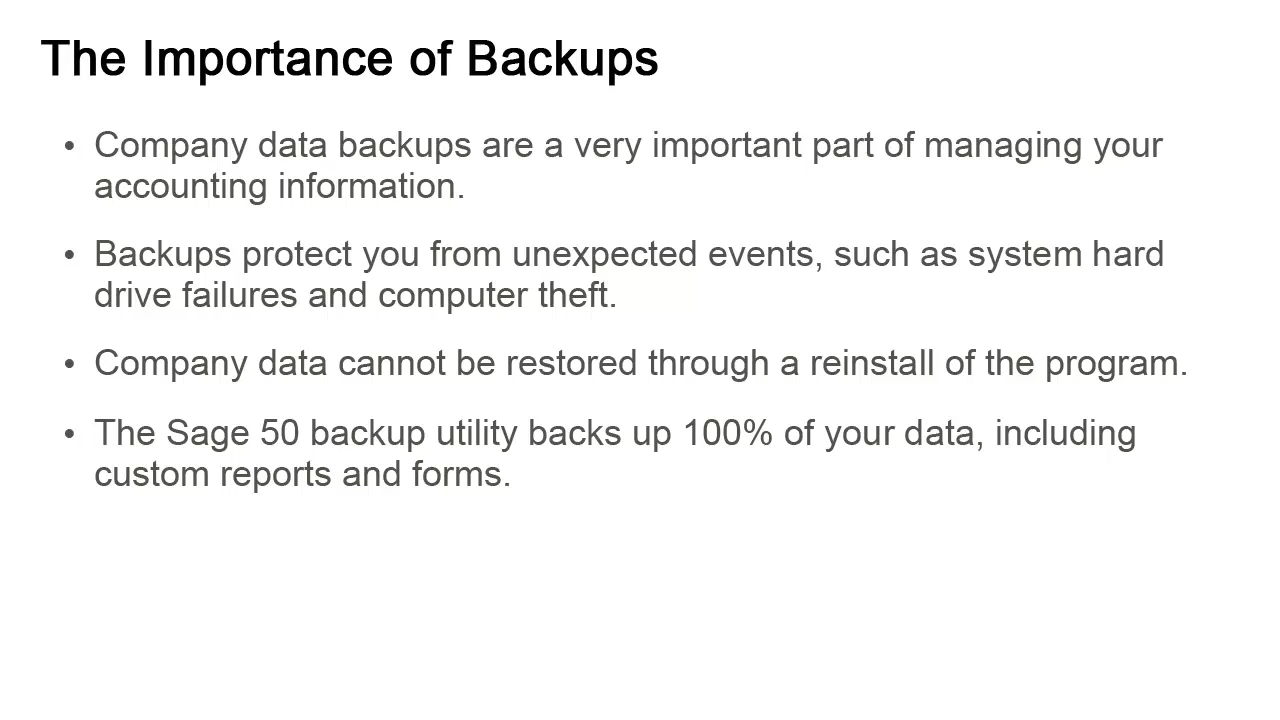 The Importance of Backups
• Company data backups are a very important part of managing your
accounting information.
• Backups protect you from unexpected events, such as system hard
drive failures and computer theft.
• Company data cannot be restored through a reinstall of the program.
• The Sage 50 backup utility backs up 100% of your data, including
custom reports and forms.